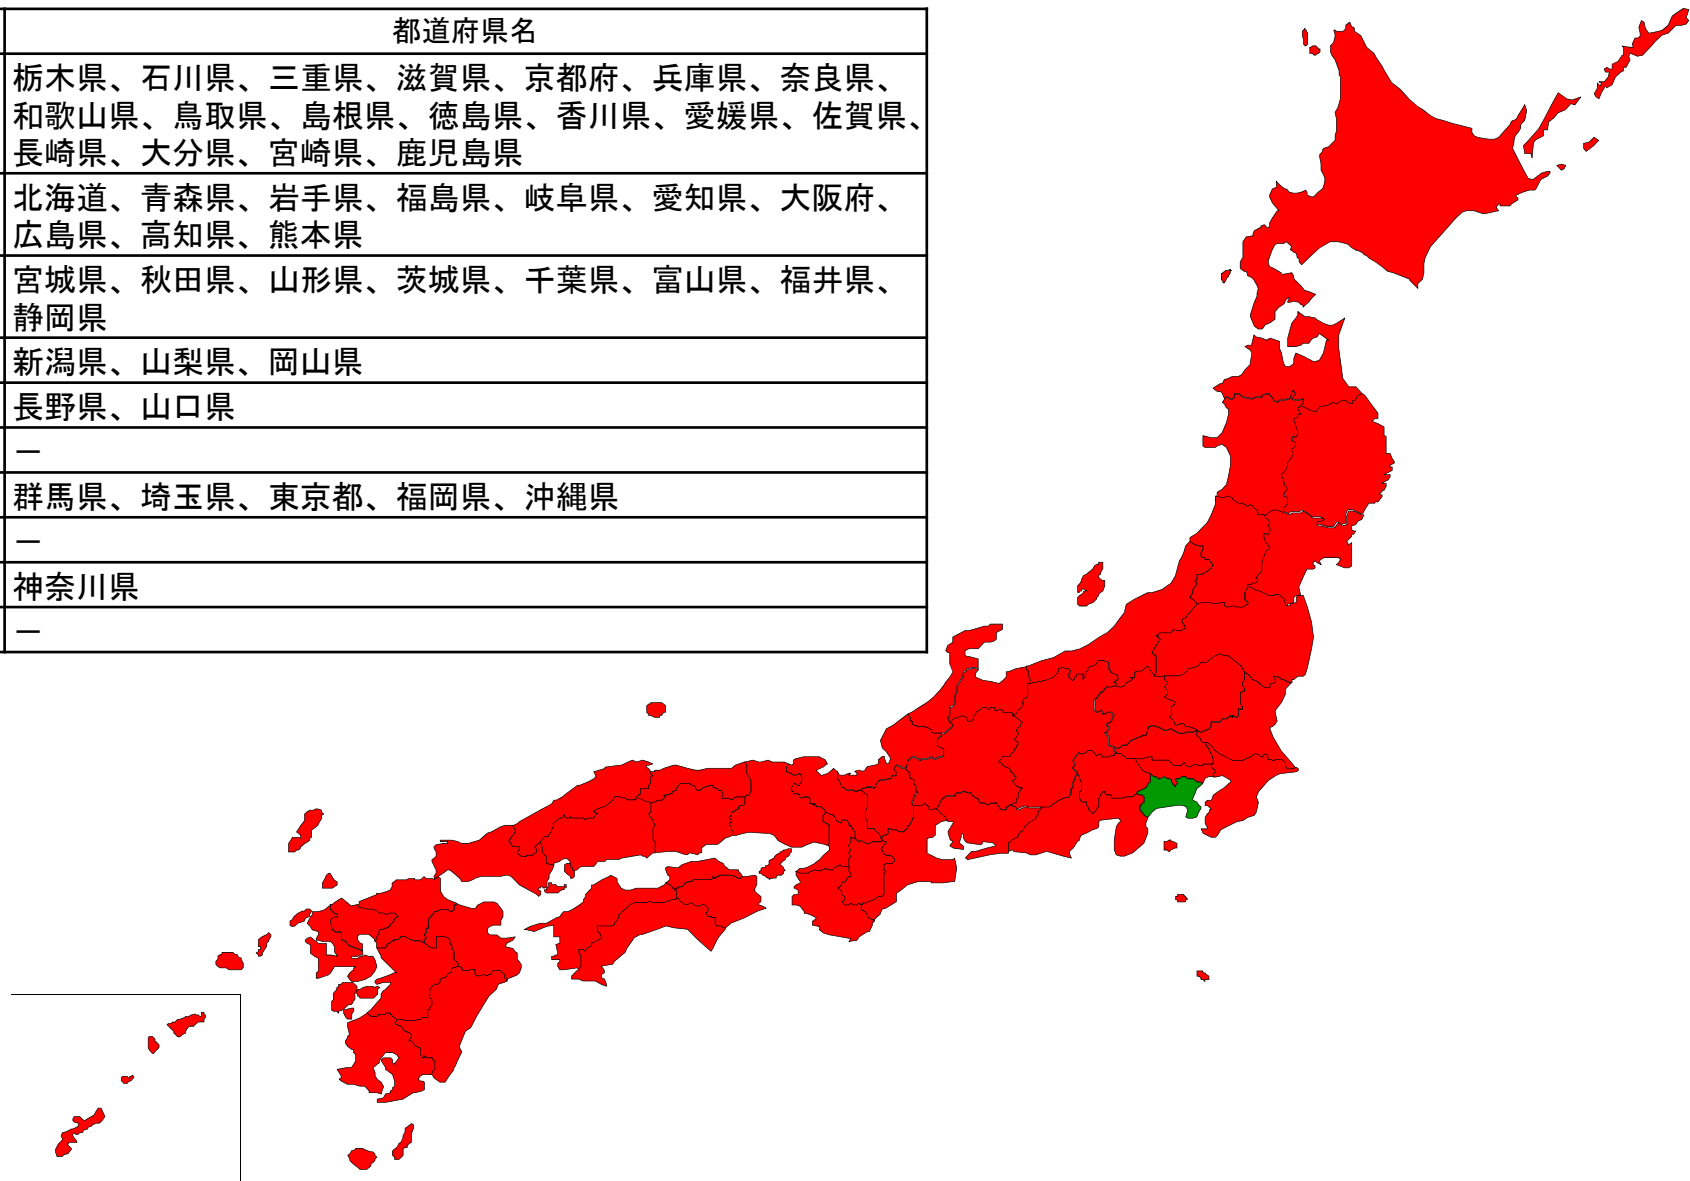 都道府県名
栃木県、石川県、三重県、滋賀県、京都府、兵庫県、奈良県、
和歌山県、鳥取県、島根県、徳島県、香川県、愛媛県、佐賀県、
長崎県、大分県、宮崎県、鹿児島県
北海道、青森県、岩手県、福島県、岐阜県、愛知県、大阪府、
広島県、高知県、熊本県
宮城県、秋田県、山形県、茨城県、千葉県、富山県、福井県、
静岡県
新潟県、山梨県、岡山県
長野県、山口県
－
群馬県、埼玉県、東京都、福岡県、沖縄県
－
神奈川県
－